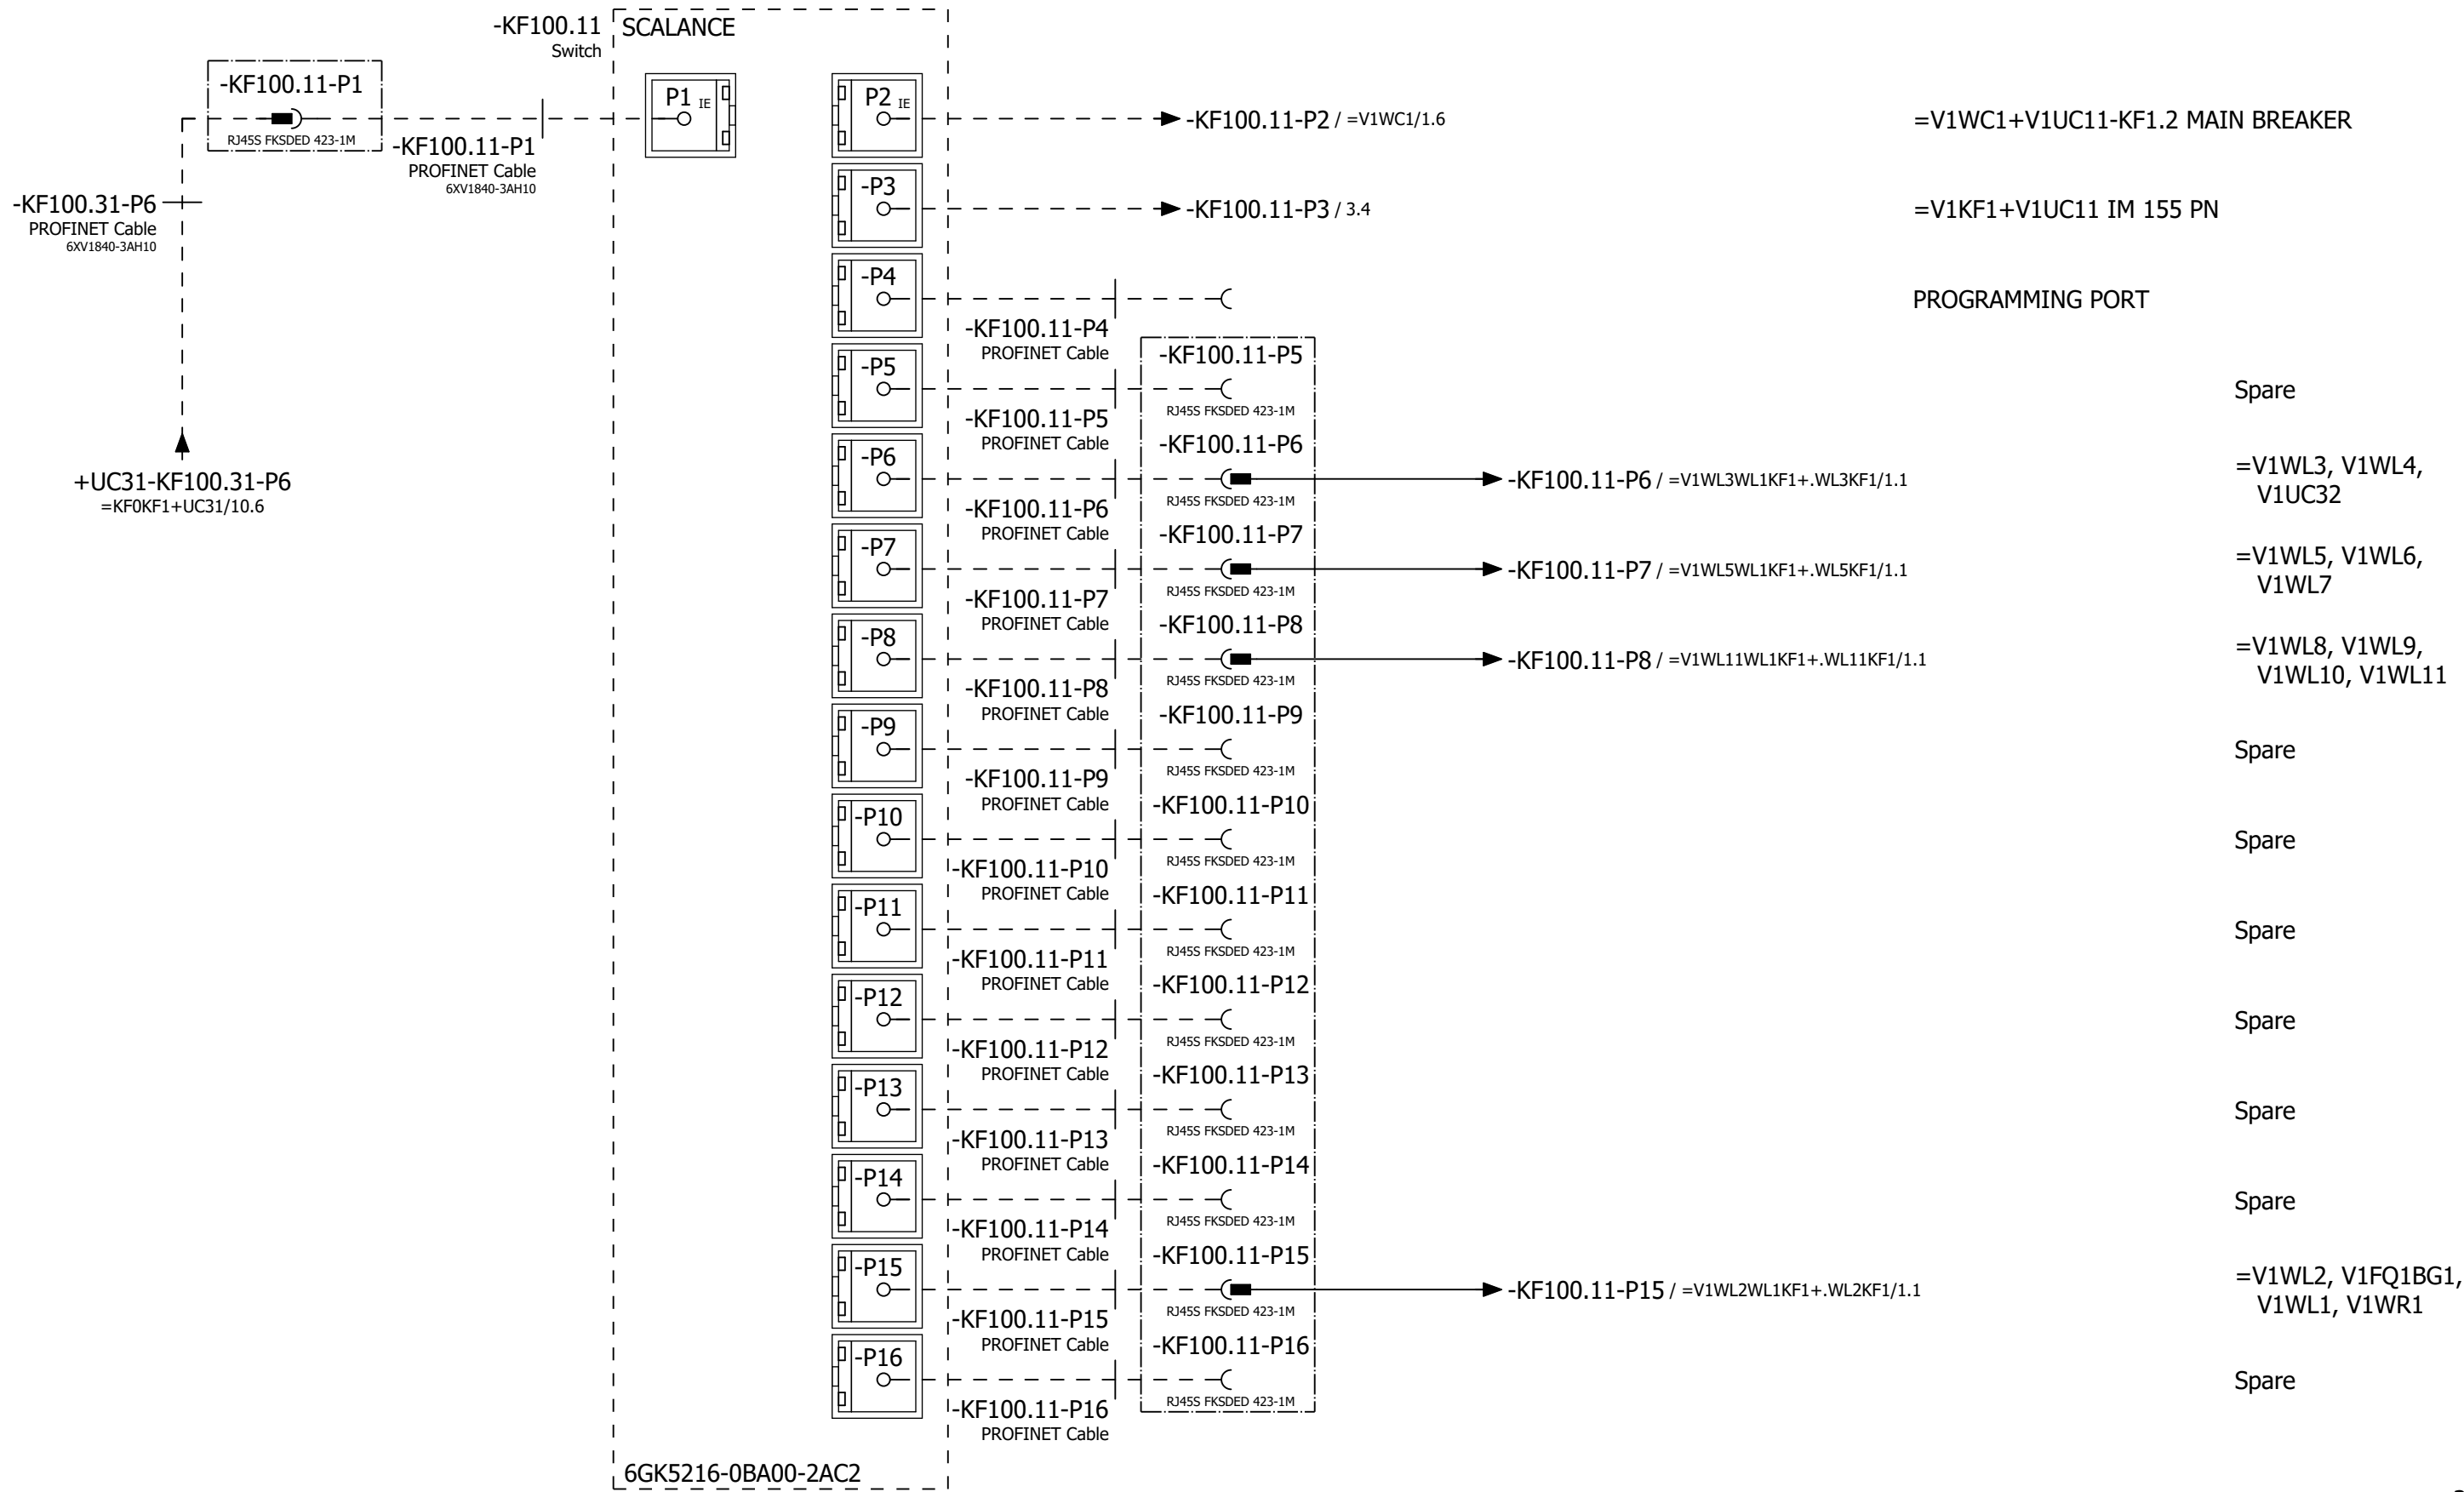 -KF100.11
Switch
SCALANCE
-KF100.11-P1
RJ45S FKSDED 423-1M
-KF100.11-P1
PROFINET Cable
6XV1840-3AH10
-KF100.31-P6
PROFINET Cable
6XV1840-3AH10
+UC31-KF100.31-P6
=KF0KF1+UC31/10.6
P1 IE
P2 IE
-KF100.11-P2 / =V1WC1/1.6
=V1WC1+V1UC11-KF1.2 MAIN BREAKER
-P3
-KF100.11-P3 / 3.4
=V1KF1+V1UC11 IM 155 PN
-P4
-KF100.11-P4
PROFINET Cable
PROGRAMMING PORT
-P5
-KF100.11-P5
PROFINET Cable
-KF100.11-P5
RJ45S FKSDED 423-1M
Spare
-P6
-KF100.11-P6
PROFINET Cable
-KF100.11-P6
RJ45S FKSDED 423-1M
-KF100.11-P6 / =V1WL3WL1KF1+.WL3KF1/1.1
=V1WL3, V1WL4,
V1UC32
-P7
-KF100.11-P7
PROFINET Cable
-KF100.11-P7
RJ45S FKSDED 423-1M
-KF100.11-P7 / =V1WL5WL1KF1+.WL5KF1/1.1
=V1WL5, V1WL6,
V1WL7
-P8
-KF100.11-P8
PROFINET Cable
-KF100.11-P8
RJ45S FKSDED 423-1M
-KF100.11-P8 / =V1WL11WL1KF1+.WL11KF1/1.1
=V1WL8, V1WL9,
V1WL10, V1WL11
-P9
-KF100.11-P9
PROFINET Cable
-KF100.11-P9
RJ45S FKSDED 423-1M
Spare
-P10
-KF100.11-P10
PROFINET Cable
-KF100.11-P10
RJ45S FKSDED 423-1M
Spare
-P11
-KF100.11-P11
PROFINET Cable
-KF100.11-P11
RJ45S FKSDED 423-1M
Spare
-P12
-KF100.11-P12
PROFINET Cable
-KF100.11-P12
RJ45S FKSDED 423-1M
Spare
-P13
-KF100.11-P13
PROFINET Cable
-KF100.11-P13
RJ45S FKSDED 423-1M
Spare
-P14
-KF100.11-P14
PROFINET Cable
-KF100.11-P14
RJ45S FKSDED 423-1M
Spare
-P15
-KF100.11-P15
PROFINET Cable
-KF100.11-P15
RJ45S FKSDED 423-1M
-KF100.11-P15 / =V1WL2WL1KF1+.WL2KF1/1.1
=V1WL2, V1FQ1BG1,
V1WL1, V1WR1
-P16
-KF100.11-P16
PROFINET Cable
-KF100.11-P16
RJ45S FKSDED 423-1M
Spare
6GK5216-0BA00-2AC2